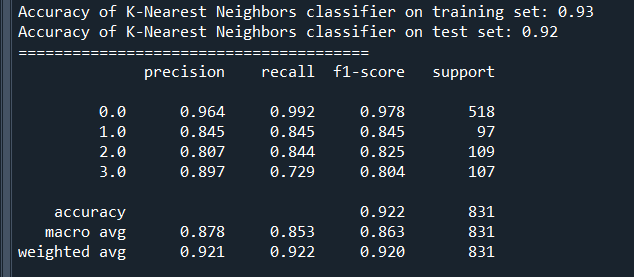 Accuracy of K-Nearest Neighbors classifier on training set: 0.93
Accuracy of K-Nearest Neighbors classifier on test set: 0.92
=======================================
precision recall f1-score support
0.0 0.964 0.992 0.978 518
1.0 0.845 0.845 0.845 97
2.0 0.807 0.844 0.825 109
3.0 0.897 0.729 0.804 107
accuracy 0.922 831
macro avg 0.878 0.853 0.863 831
weighted avg 0.921 0.922 0.920 831